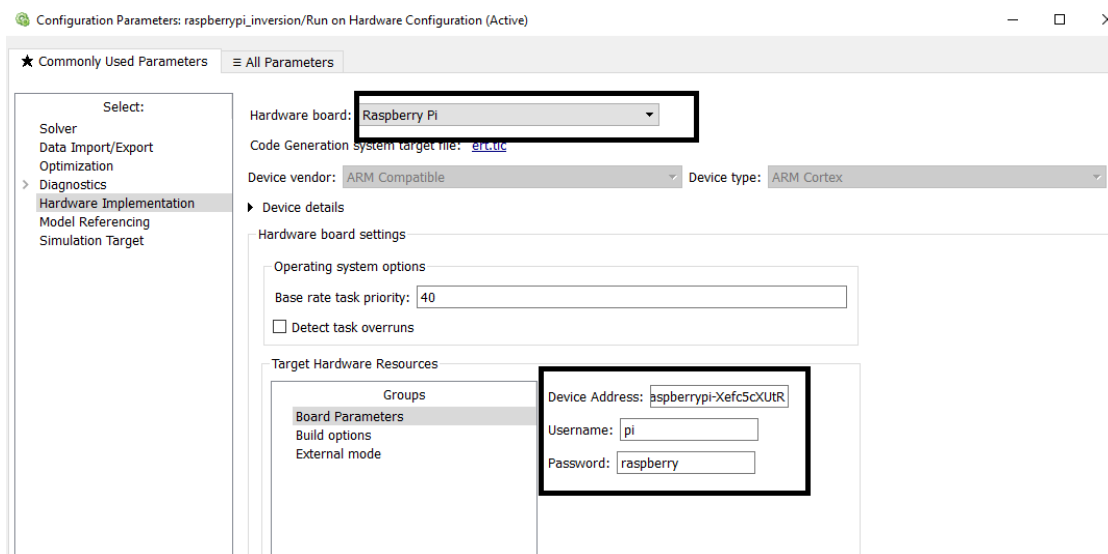 Configuration Parameters: raspberrypi_inversion/Run on Hardware Configuration (Active)
★ Commonly Used Parameters
≡ All Parameters
Select:
Solver
Data Import/Export
Optimization
Diagnostics
Hardware Implementation
Model Referencing
Simulation Target
Hardware board: Raspberry Pi
Code Generation system target file: ert.tlc
Device vendor: ARM Compatible
Device type: ARM Cortex
Device details
Hardware board settings
Operating system options
Base rate task priority: 40
Detect task overruns
Target Hardware Resources
Groups
Board Parameters
Build options
External mode
Device Address: aspberrypi-Xefc5cXUtR
Username: pi
Password: raspberry